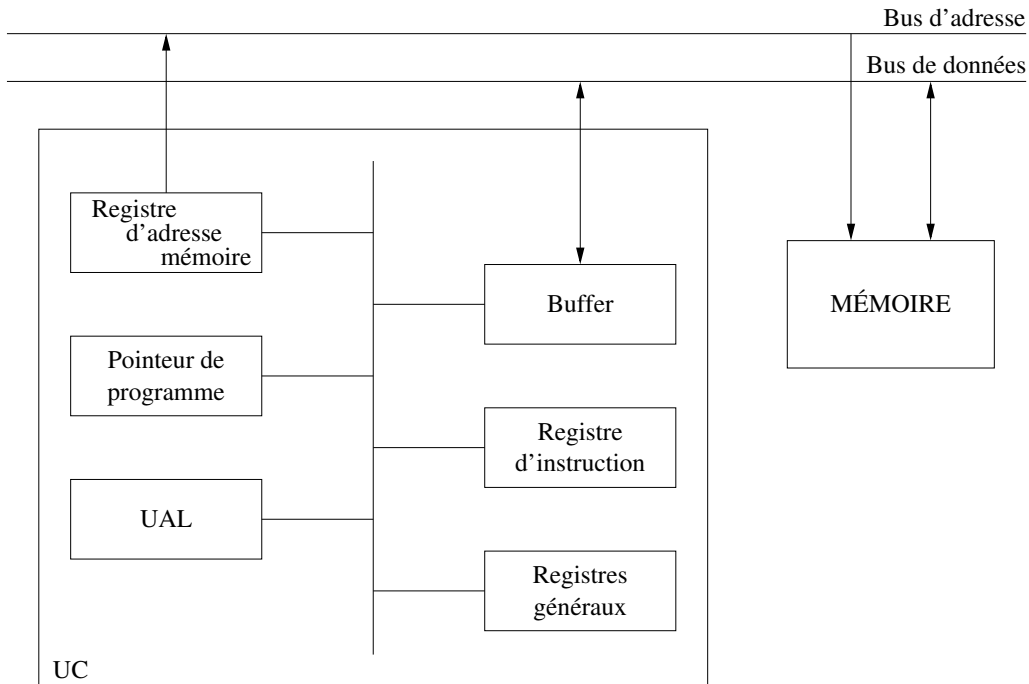 Bus d'adresse
Bus de données
Registre
d'adresse
mémoire
Buffer
MÉMOIRE
Pointeur de
programme
Registre
d'instruction
UAL
Registres
généraux
UC